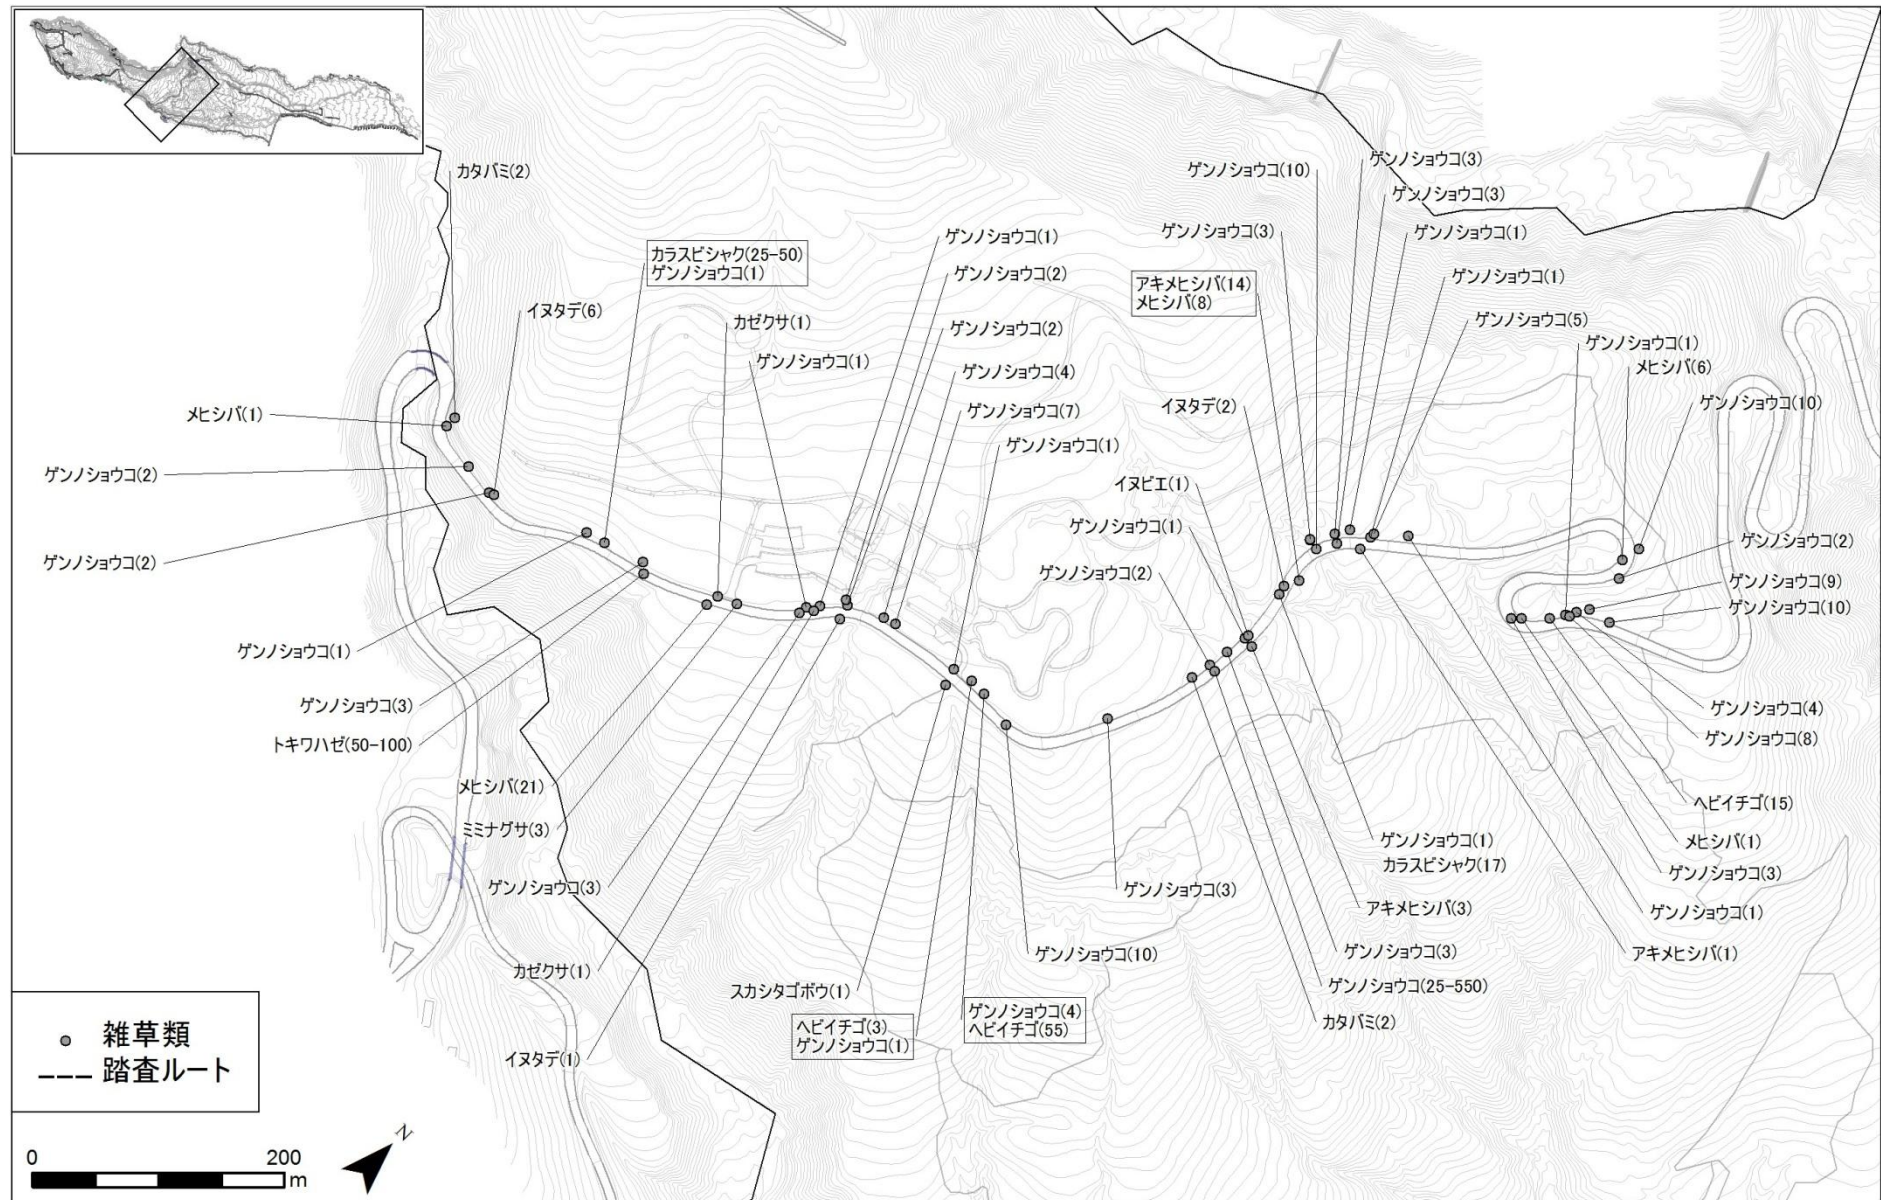 カタバミ(2)
ゲンノショウコ(3)
ゲンノショウコ(10)
ゲンノショウコ(3)
ゲンノショウコ(3)
ゲンノショウコ(1)
ゲンノショウコ(1)
カラスビシャク(25-50)
ゲンノショウコ(1)
ゲンノショウコ(1)
ゲンノショウコ(2)
アキメヒシバ(14)
メヒシバ(8)
イヌタデ(6)
カゼクサ(1)
ゲンノショウコ(2)
ゲンノショウコ(5)
ゲンノショウコ(1)
ゲンノショウコ(1)
メヒシバ(6)
ゲンノショウコ(4)
ゲンノショウコ(10)
メヒシバ(1)
ゲンノショウコ(7)
イヌタデ(2)
ゲンノショウコ(1)
ゲンノショウコ(2)
イヌビエ(1)
ゲンノショウコ(1)
ゲンノショウコ(2)
ゲンノショウコ(2)
ゲンノショウコ(2)
ゲンノショウコ(9)
ゲンノショウコ(10)
ゲンノショウコ(1)
ゲンノショウコ(3)
ゲンノショウコ(4)
トキワハゼ(50-100)
ゲンノショウコ(8)
メヒシバ(21)
ヘビイチゴ(15)
ミミナグサ(3)
ゲンノショウコ(1)
カラスビシャク(17)
メヒシバ(1)
ゲンノショウコ(3)
ゲンノショウコ(3)
ゲンノショウコ(3)
アキメヒシバ(3)
ゲンノショウコ(1)
カゼクサ(1)
ゲンノショウコ(10)
ゲンノショウコ(3)
アキメヒシバ(1)
スカシタゴボウ(1)
ゲンノショウコ(25-550)
ヘビイチゴ(3)
ゲンノショウコ(1)
ゲンノショウコ(4)
ヘビイチゴ(55)
カタバミ(2)
イヌタデ(1)
雑草類
踏査ルート
N
0 200
m